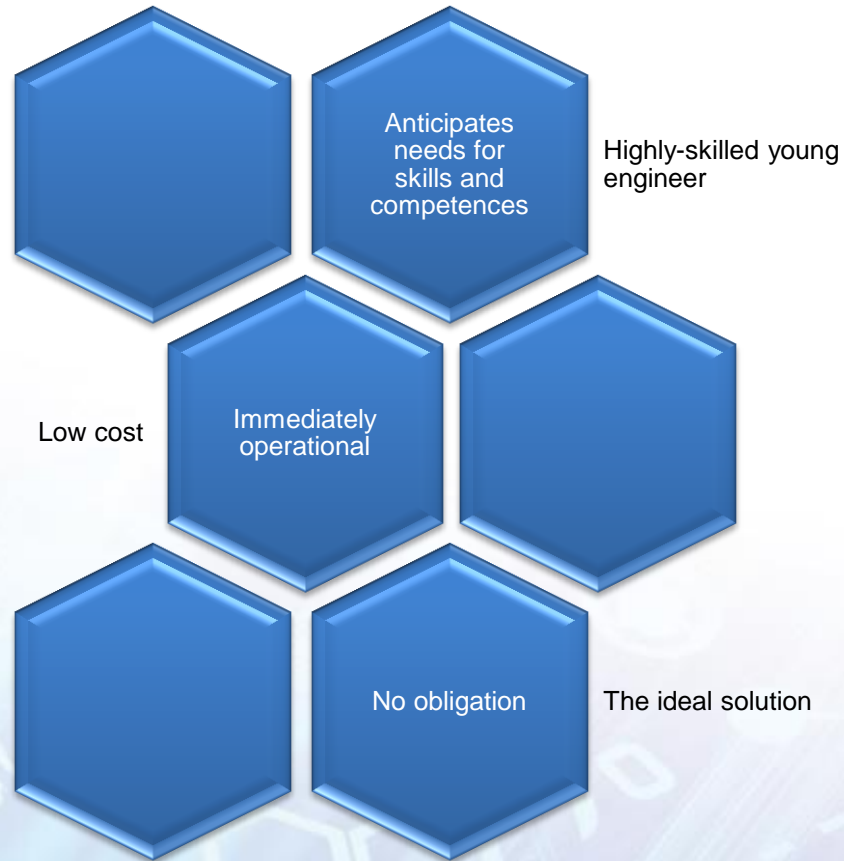 Anticipates
needs for
skills and
competences
Highly-skilled young
engineer
Low cost
Immediately
operational
No obligation
The ideal solution